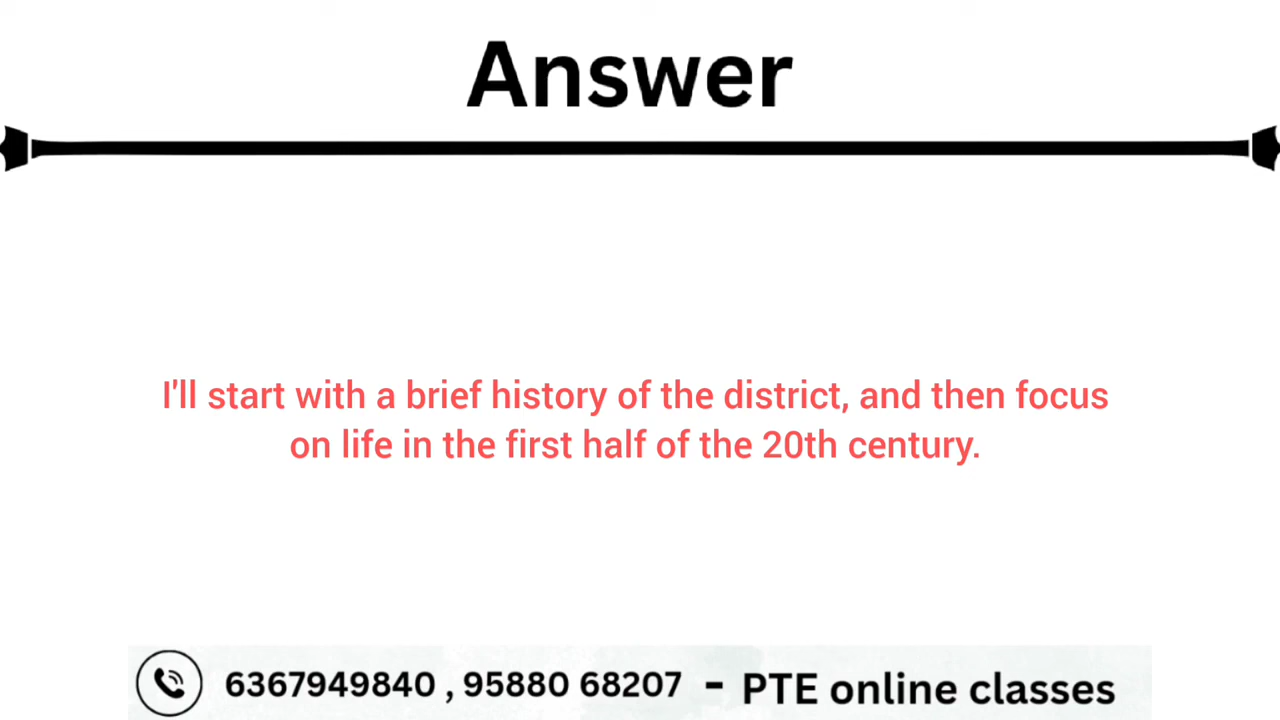 Answer
I'll start with a brief history of the district, and then focus
on life in the first half of the 20th century.
6367949840 , 95880 68207 - PTE online classes